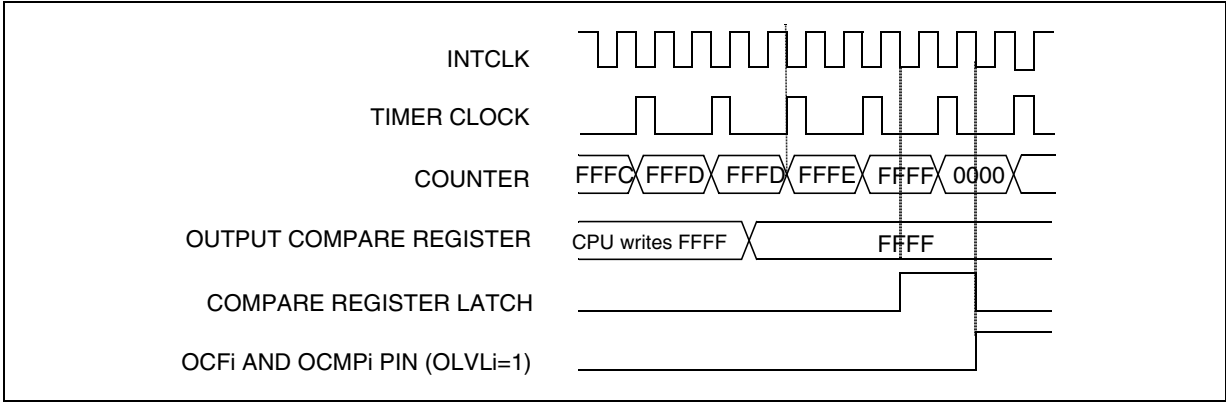 INTCLK
TIMER CLOCK
COUNTER FFFC FFFD FFFD FFFE FFFF 0000
OUTPUT COMPARE REGISTER CPU writes FFFF FFFF
COMPARE REGISTER LATCH
OCFi AND OCMPi PIN (OLVLi=1)